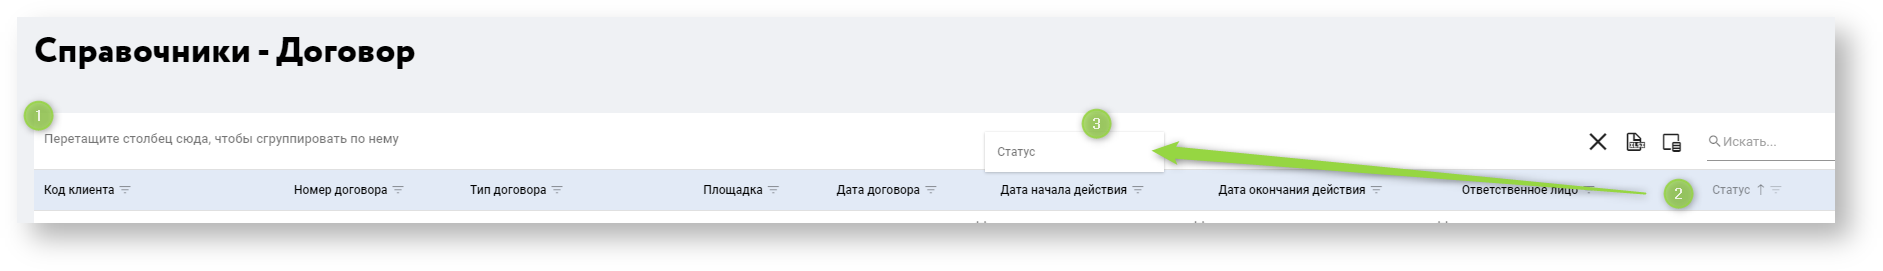 Справочники - Договор
1
Перетащите столбец сюда, чтобы сгруппировать по нему
3
Статус
XLSX
Искать...
Код клиента
Номер договора
Тип договора
Площадка
Дата договора
Дата начала действия
Дата окончания действия
Ответственное лицо
2
Статус